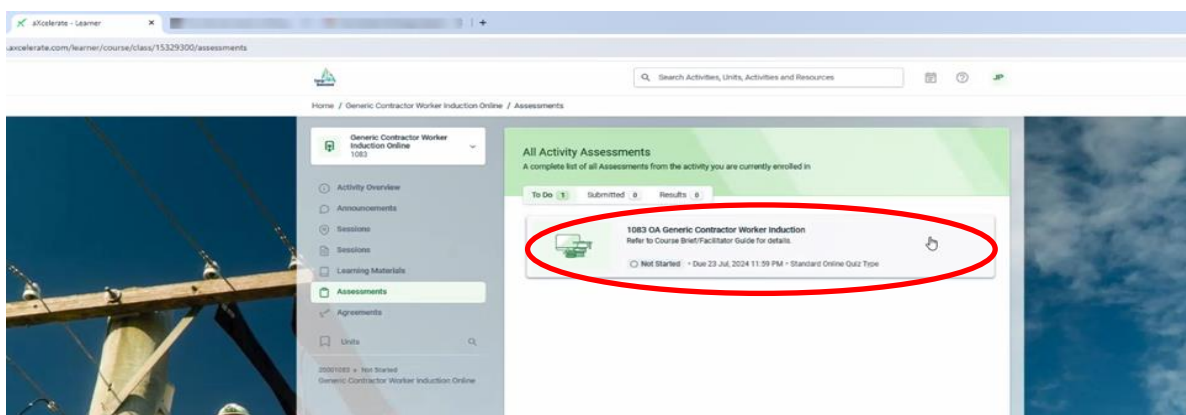 aXcelerate - Learner
.axcelerate.com/learner/course/class/15329300/assessments
Search Activities, Units, Activities and Resources
JP
Home / Generic Contractor Worker Induction Online / Assessments
Generic Contractor Worker
Induction Online
1083
Activity Overview
Announcements
Sessions
Sessions
Learning Materials
Assessments
Agreements
Units
Not Started
Generic Contractor Worker Induction Online
All Activity Assessments
A complete list of all Assessments from the activity you are currently enrolled in
To Do 1 Submitted 0 Results 0
1083 OA Generic Contractor Worker Induction
Refer to Course Brief/Facilitator Guide for details.
Not Started • Due 23 Jul, 2024 11:59 PM • Standard Online Quiz Type